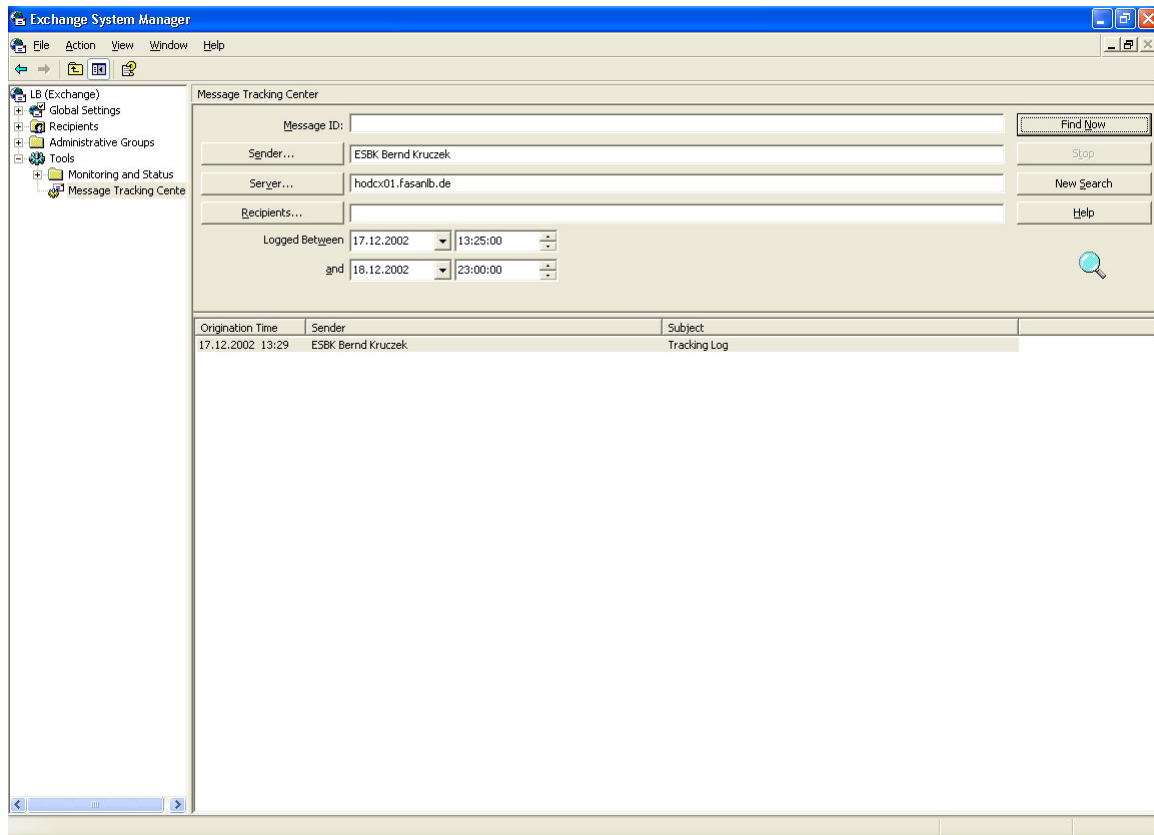 Exchange System Manager
File Action View Window Help
LB (Exchange)
Global Settings
Recipients
Administrative Groups
Tools
Monitoring and Status
Message Tracking Cente
Message Tracking Center
Message ID:
Find Now
Sender... ESBK Bernd Kruczek
Stop
Server... hodcx01.fasanlb.de
New Search
Recipients...
Help
Logged Between 17.12.2002 13:25:00
and 18.12.2002 23:00:00
Origination Time Sender Subject
17.12.2002 13:29 ESBK Bernd Kruczek Tracking Log